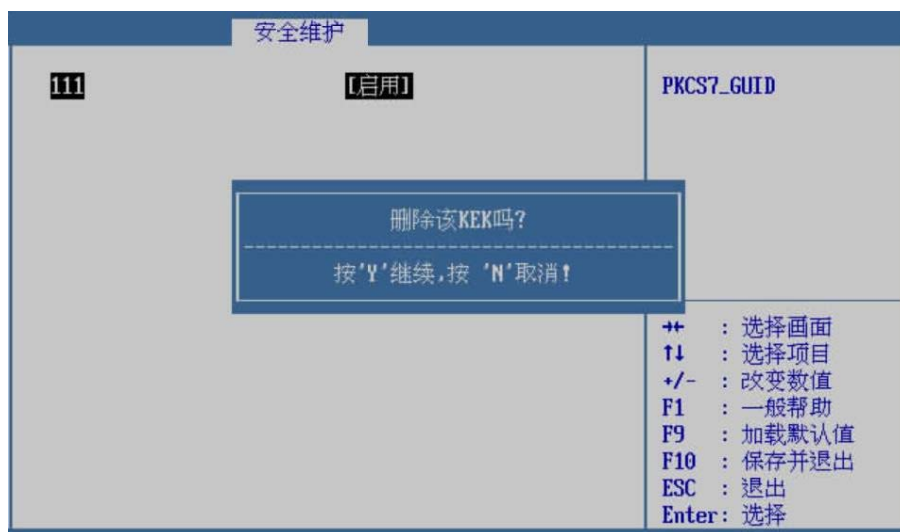 安全维护
111 【启用】
PKCS7_GUID
删除该KEK吗?
按'Y'继续,按 'N'取消!
→← : 选择画面
↑↓ : 选择项目
+/- : 改变数值
F1 : 一般帮助
F9 : 加载默认值
F10 : 保存并退出
ESC : 退出
Enter: 选择